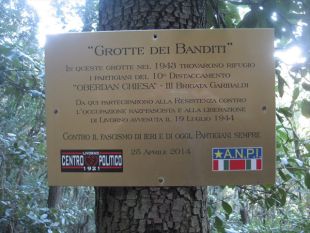 "GROTTE DEI BANDITI"
IN QUESTE GROTTE NEL 1943 TROVARONO RIFUGIO
I PARTIGIANI DEL 10º DISTACCAMENTO
"OBERDAN CHIESA" - III BRIGATA GARIBALDI
DA QUI PARTECIPARONO ALLA RESISTENZA CONTRO
L'OCCUPAZIONE NAZIFASCISTA E ALLA LIBERAZIONE
DI LIVORNO AVVENUTA IL 19 LUGLIO 1944
CONTRO IL FASCISMO DI IERI E DI OGGI, PARTIGIANI SEMPRE
25 APRILE 2014
LIVORNO
CENTRO POLITICO
1921
A.N.P.I.